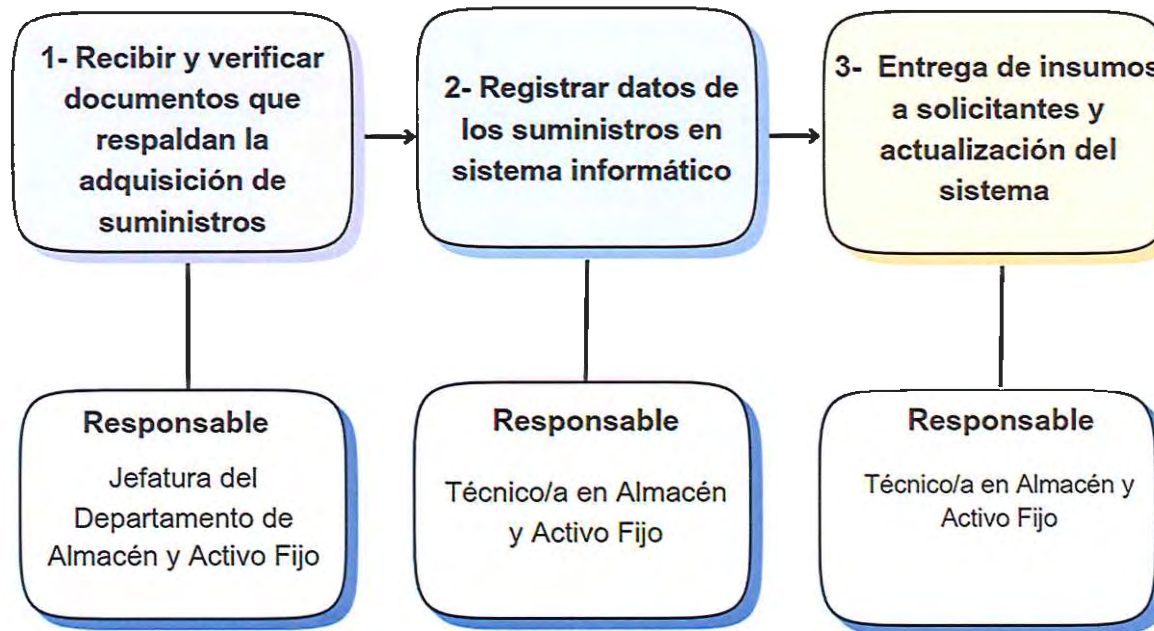 1- Recibir y verificar
documentos que
respaldan la
adquisición de
suministros
2- Registrar datos de
los suministros en
sistema informático
3- Entrega de insumos
a solicitantes y
actualización del
sistema
Responsable
Jefatura del
Departamento de
Almacén y Activo Fijo
Responsable
Técnico/a en Almacén
y Activo Fijo
Responsable
Técnico/a en Almacén y
Activo Fijo